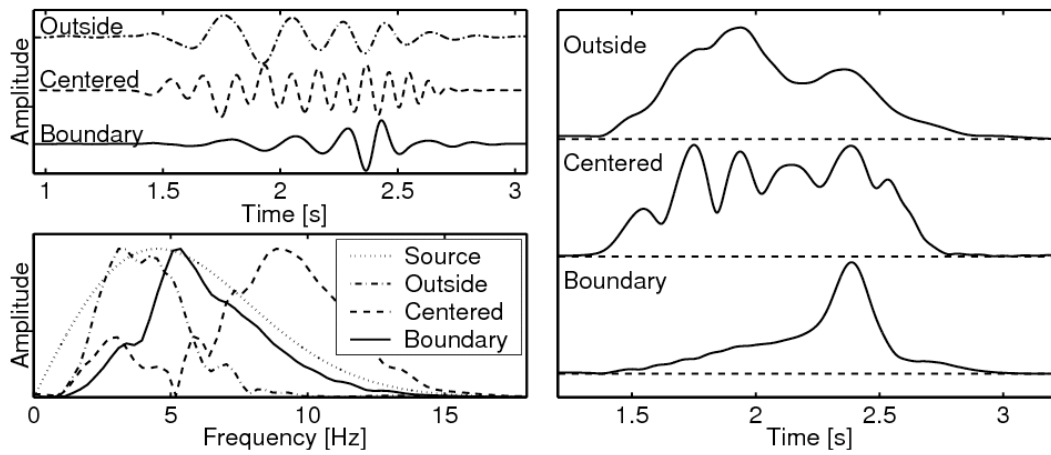 Amplitude
Outside
Centered
Boundary
1 1.5 2 2.5 3
Time [s]
Amplitude
Source
Outside
Centered
Boundary
0 5 10 15
Frequency [Hz]
Outside
Centered
Boundary
1.5 2 2.5 3
Time [s]